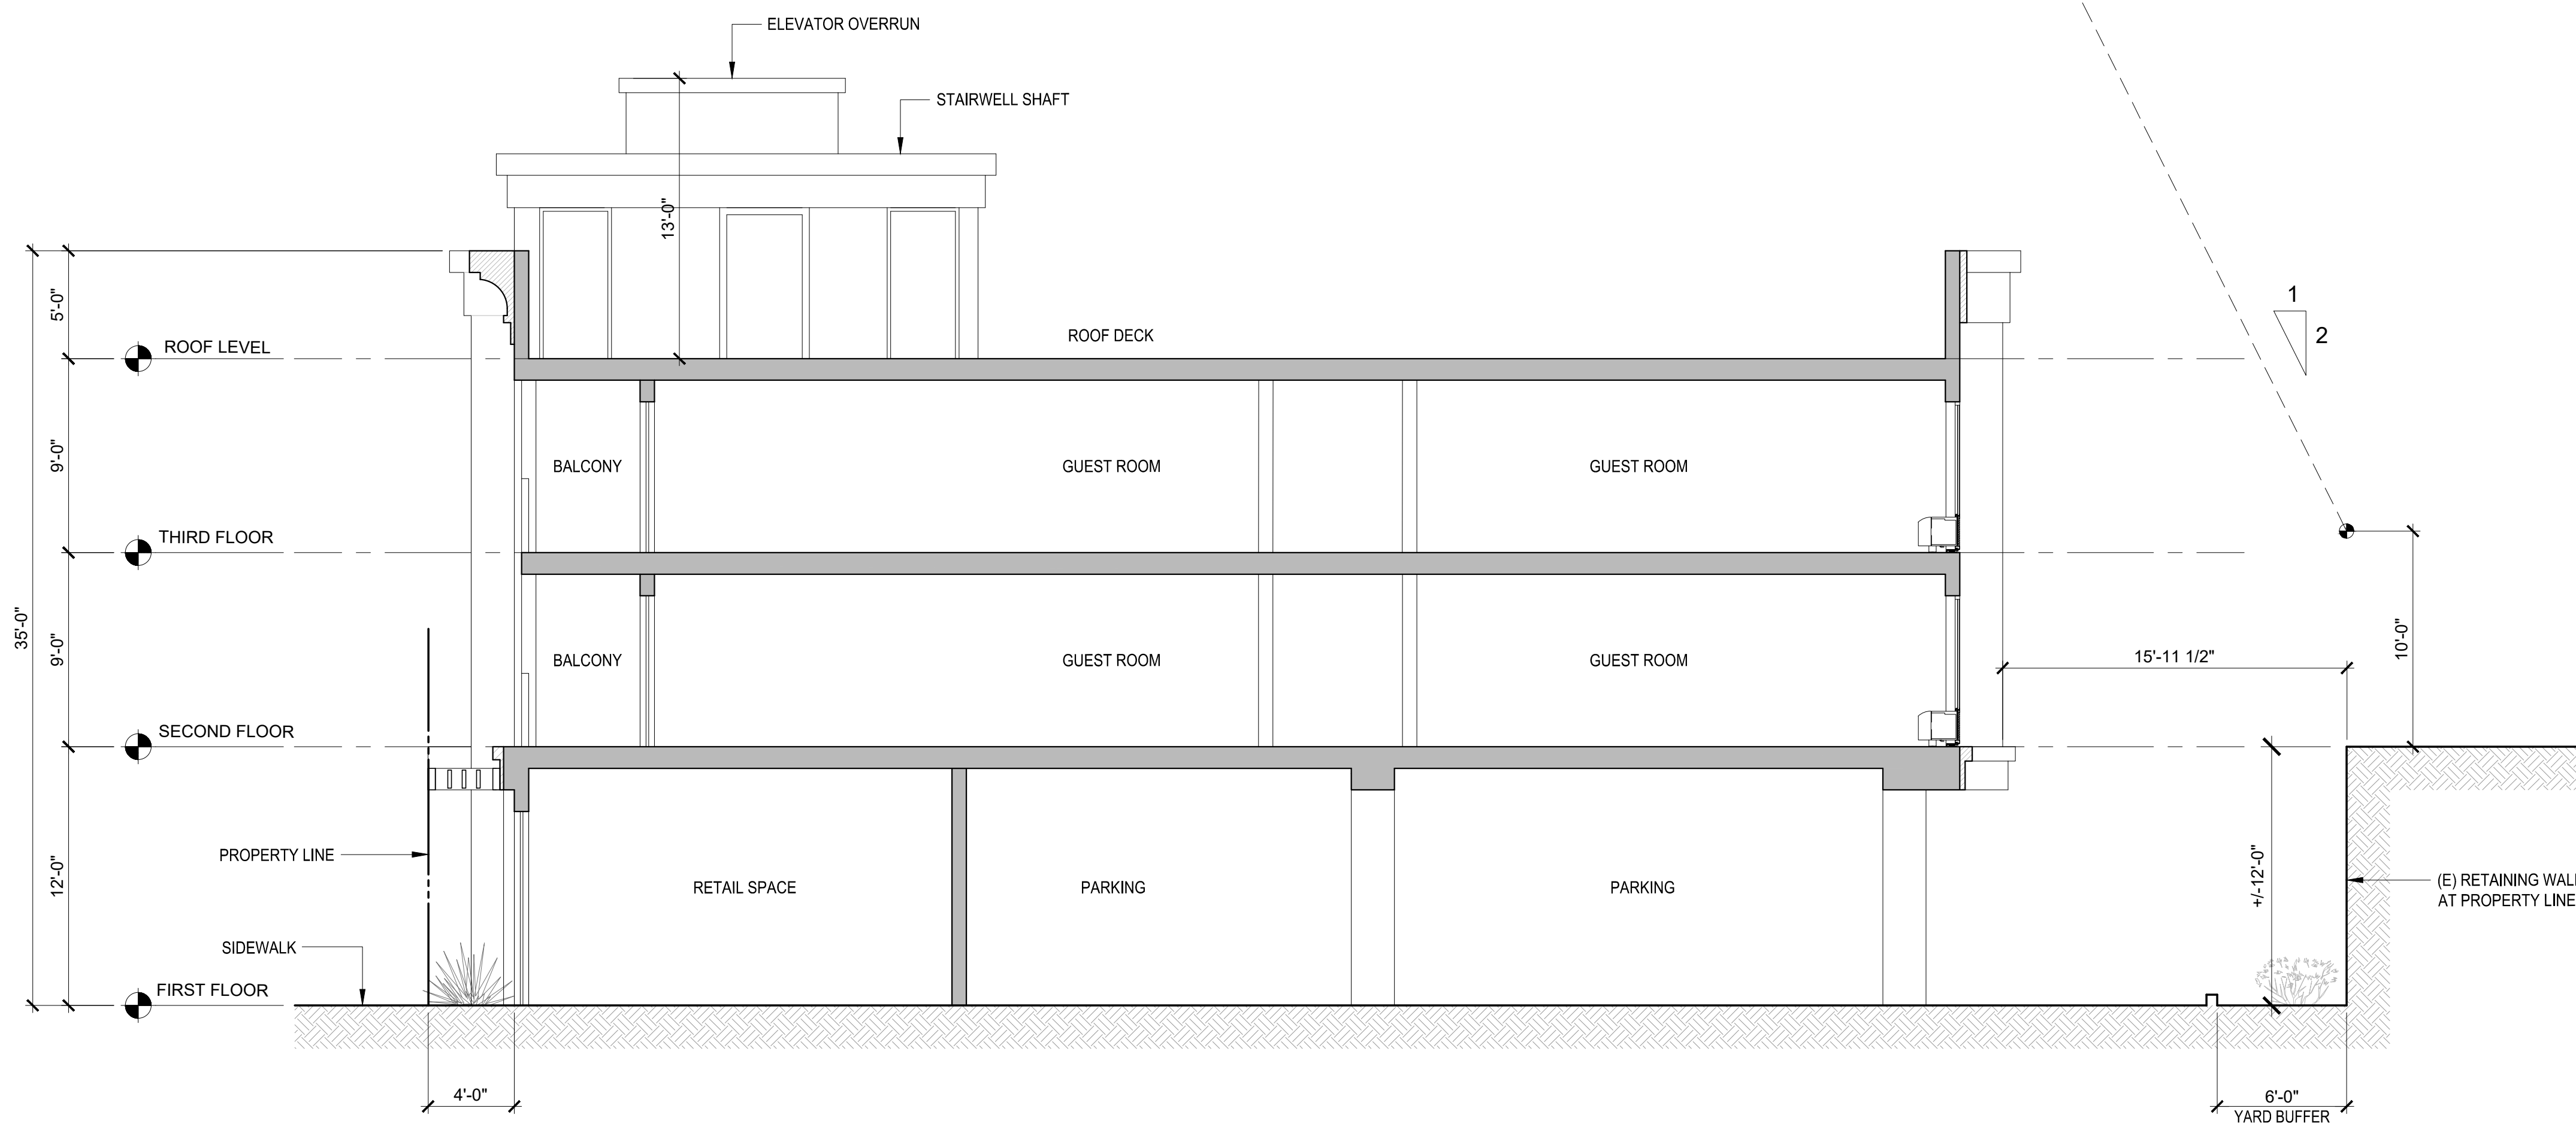 ELEVATOR OVERRUN
STAIRWELL SHAFT
13'-0"
5'-0"
1
2
ROOF LEVEL
ROOF DECK
9'-0"
BALCONY
GUEST ROOM
GUEST ROOM
THIRD FLOOR
35'-0"
9'-0"
BALCONY
GUEST ROOM
GUEST ROOM
15'-11 1/2"
10'-0"
SECOND FLOOR
PROPERTY LINE
12'-0"
RETAIL SPACE
PARKING
PARKING
+/-12'-0"
(E) RETAINING WALL
AT PROPERTY LINE
SIDEWALK
FIRST FLOOR
4'-0"
6'-0"
YARD BUFFER